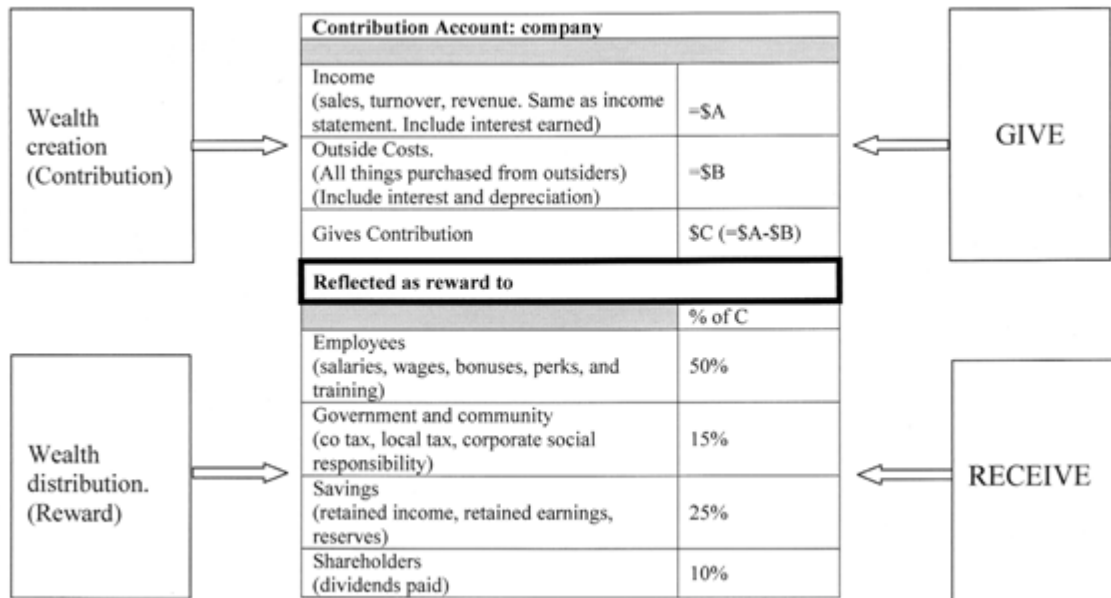 Contribution Account: company
Income
(sales, turnover, revenue. Same as income
statement. Include interest earned)
=$A
Outside Costs.
(All things purchased from outsiders)
(Include interest and depreciation)
=$B
Gives Contribution
$C (=$A-$B)
Wealth
creation
(Contribution)
GIVE
Reflected as reward to
% of C
Employees
(salaries, wages, bonuses, perks, and
training)
50%
Government and community
(co tax, local tax, corporate social
responsibility)
15%
Savings
(retained income, retained earnings,
reserves)
25%
Shareholders
(dividends paid)
10%
Wealth
distribution.
(Reward)
RECEIVE